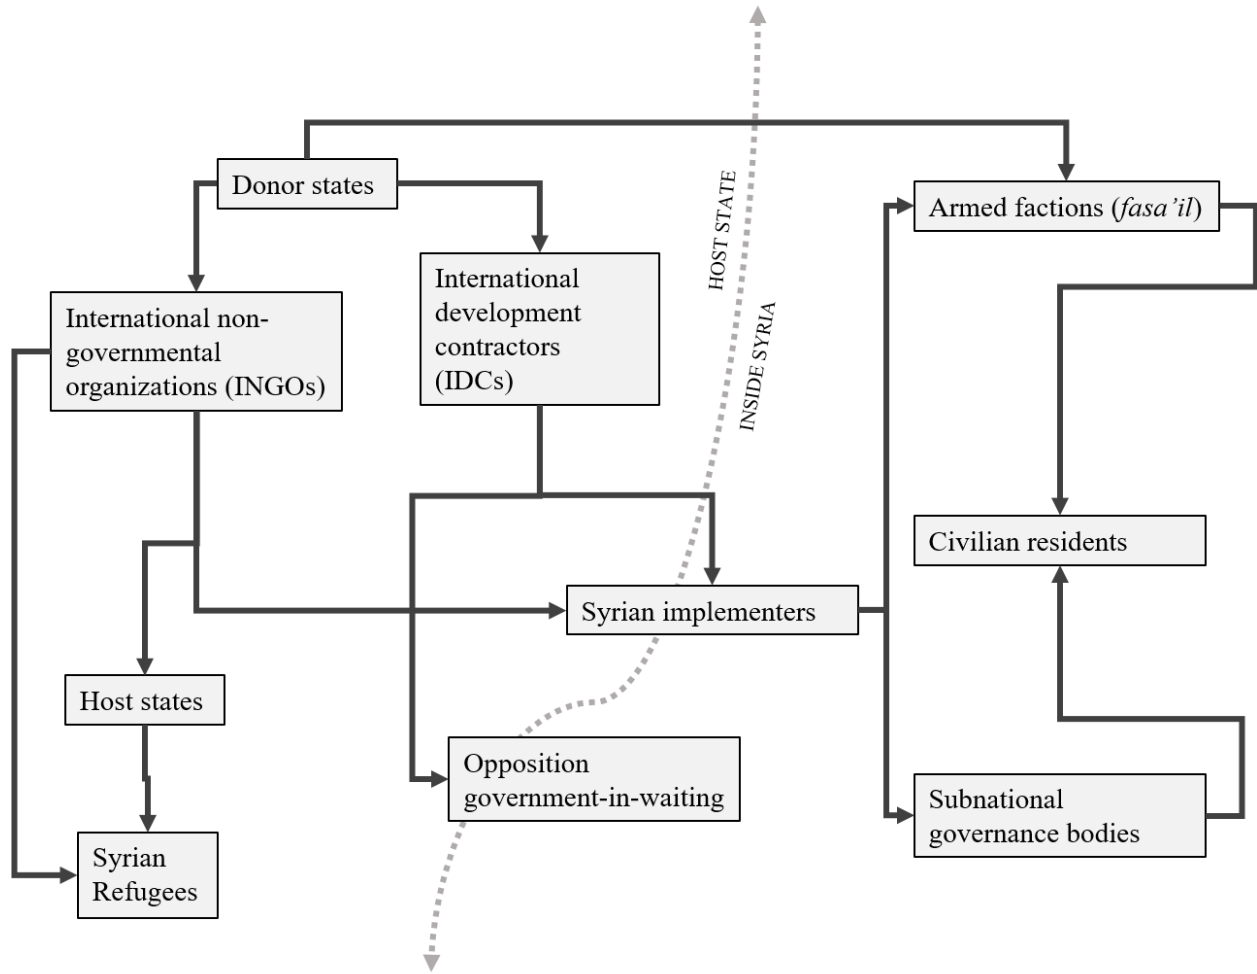 Donor states
HOST STATE
Armed factions (fasa’il)
International non-
governmental
organizations (INGOs)
International
development
contractors
(IDCs)
INSIDE SYRIA
Civilian residents
Syrian implementers
Host states
Opposition
government-in-waiting
Subnational
governance bodies
Syrian
Refugees